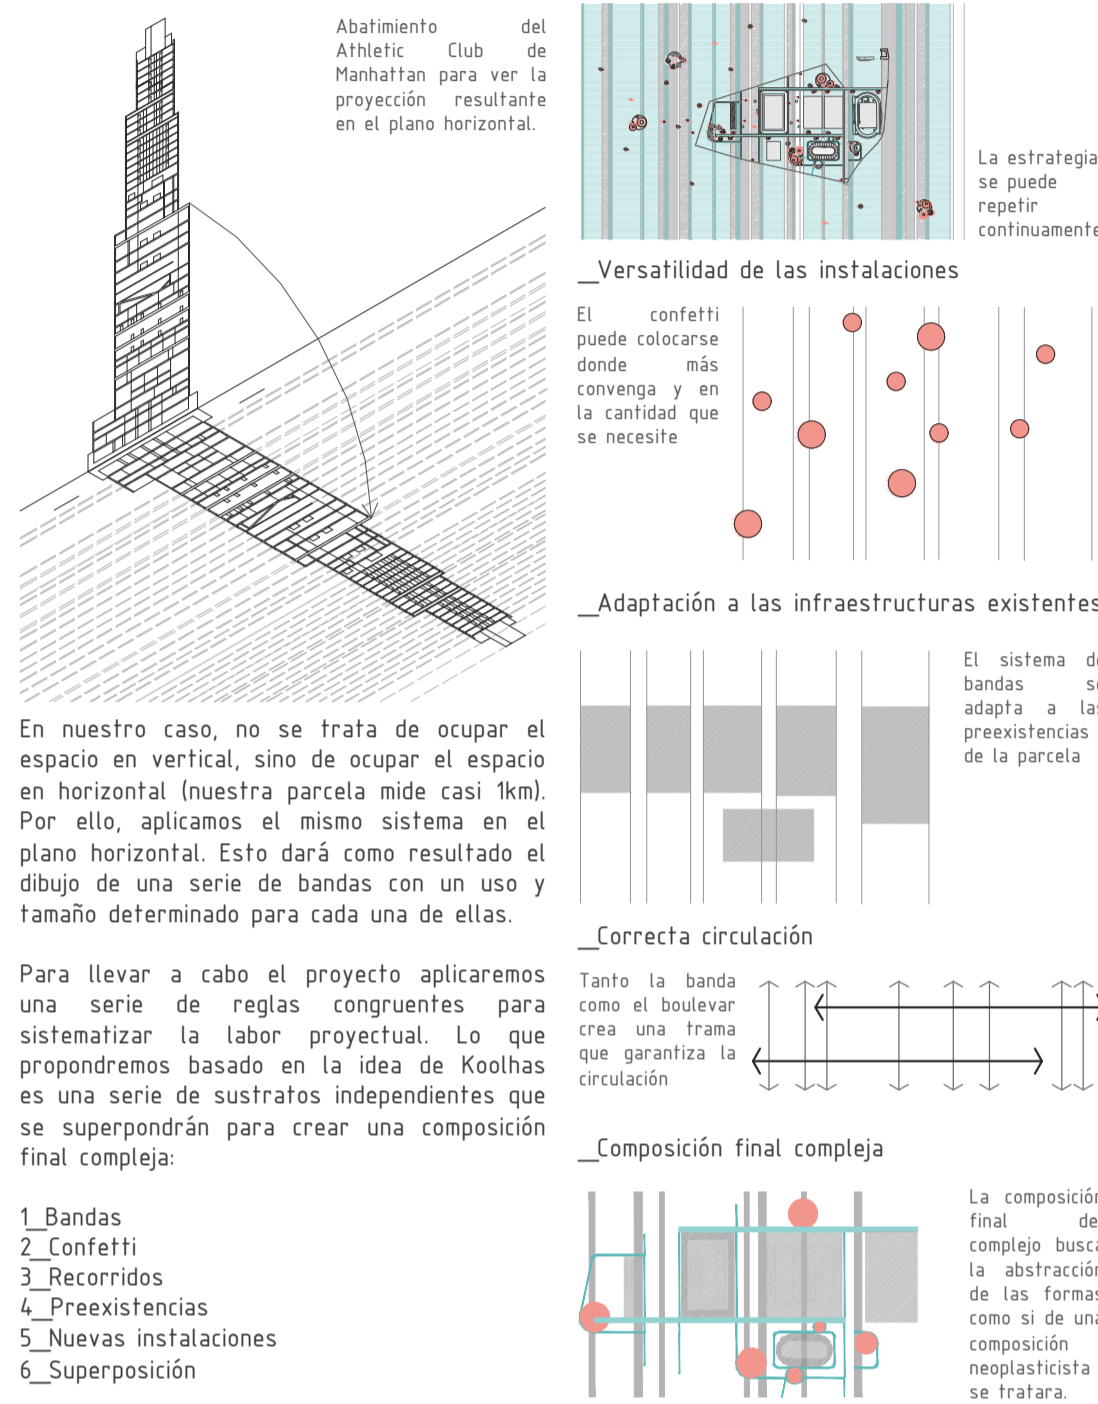 Abatimiento del
Athletic Club de
Manhattan para ver la
proyección resultante
en el plano horizontal.
En nuestro caso, no se trata de ocupar el
espacio en vertical, sino de ocupar el espacio
en horizontal (nuestra parcela mide casi 1km).
Por ello, aplicamos el mismo sistema en el
plano horizontal. Esto dará como resultado el
dibujo de una serie de bandas con un uso y
tamaño determinado para cada una de ellas.
Para llevar a cabo el proyecto aplicaremos
una serie de reglas congruentes para
sistematizar la labor proyectual. Lo que
propondremos basado en la idea de Koolhas
es una serie de sustratos independientes que
se superpondrán para crear una composición
final compleja:
1_Bandas
2_Confetti
3_Recorridos
4_Preexistencias
5_Nuevas instalaciones
6_Superposición
La estrategia
se puede
repetir
continuamente
_Versatilidad de las instalaciones
El confetti
puede colocarse
donde más
convenga y en
la cantidad que
se necesite
_Adaptación a las infraestructuras existentes
El sistema de
bandas se
adapta a las
preexistencias
de la parcela
_Correcta circulación
Tanto la banda
como el boulevar
crea una trama
que garantiza la
circulación
_Composición final compleja
La composición
final de
complejo busca
la abstracción
de las formas
como si de una
composición
neoplasticista
se tratara.